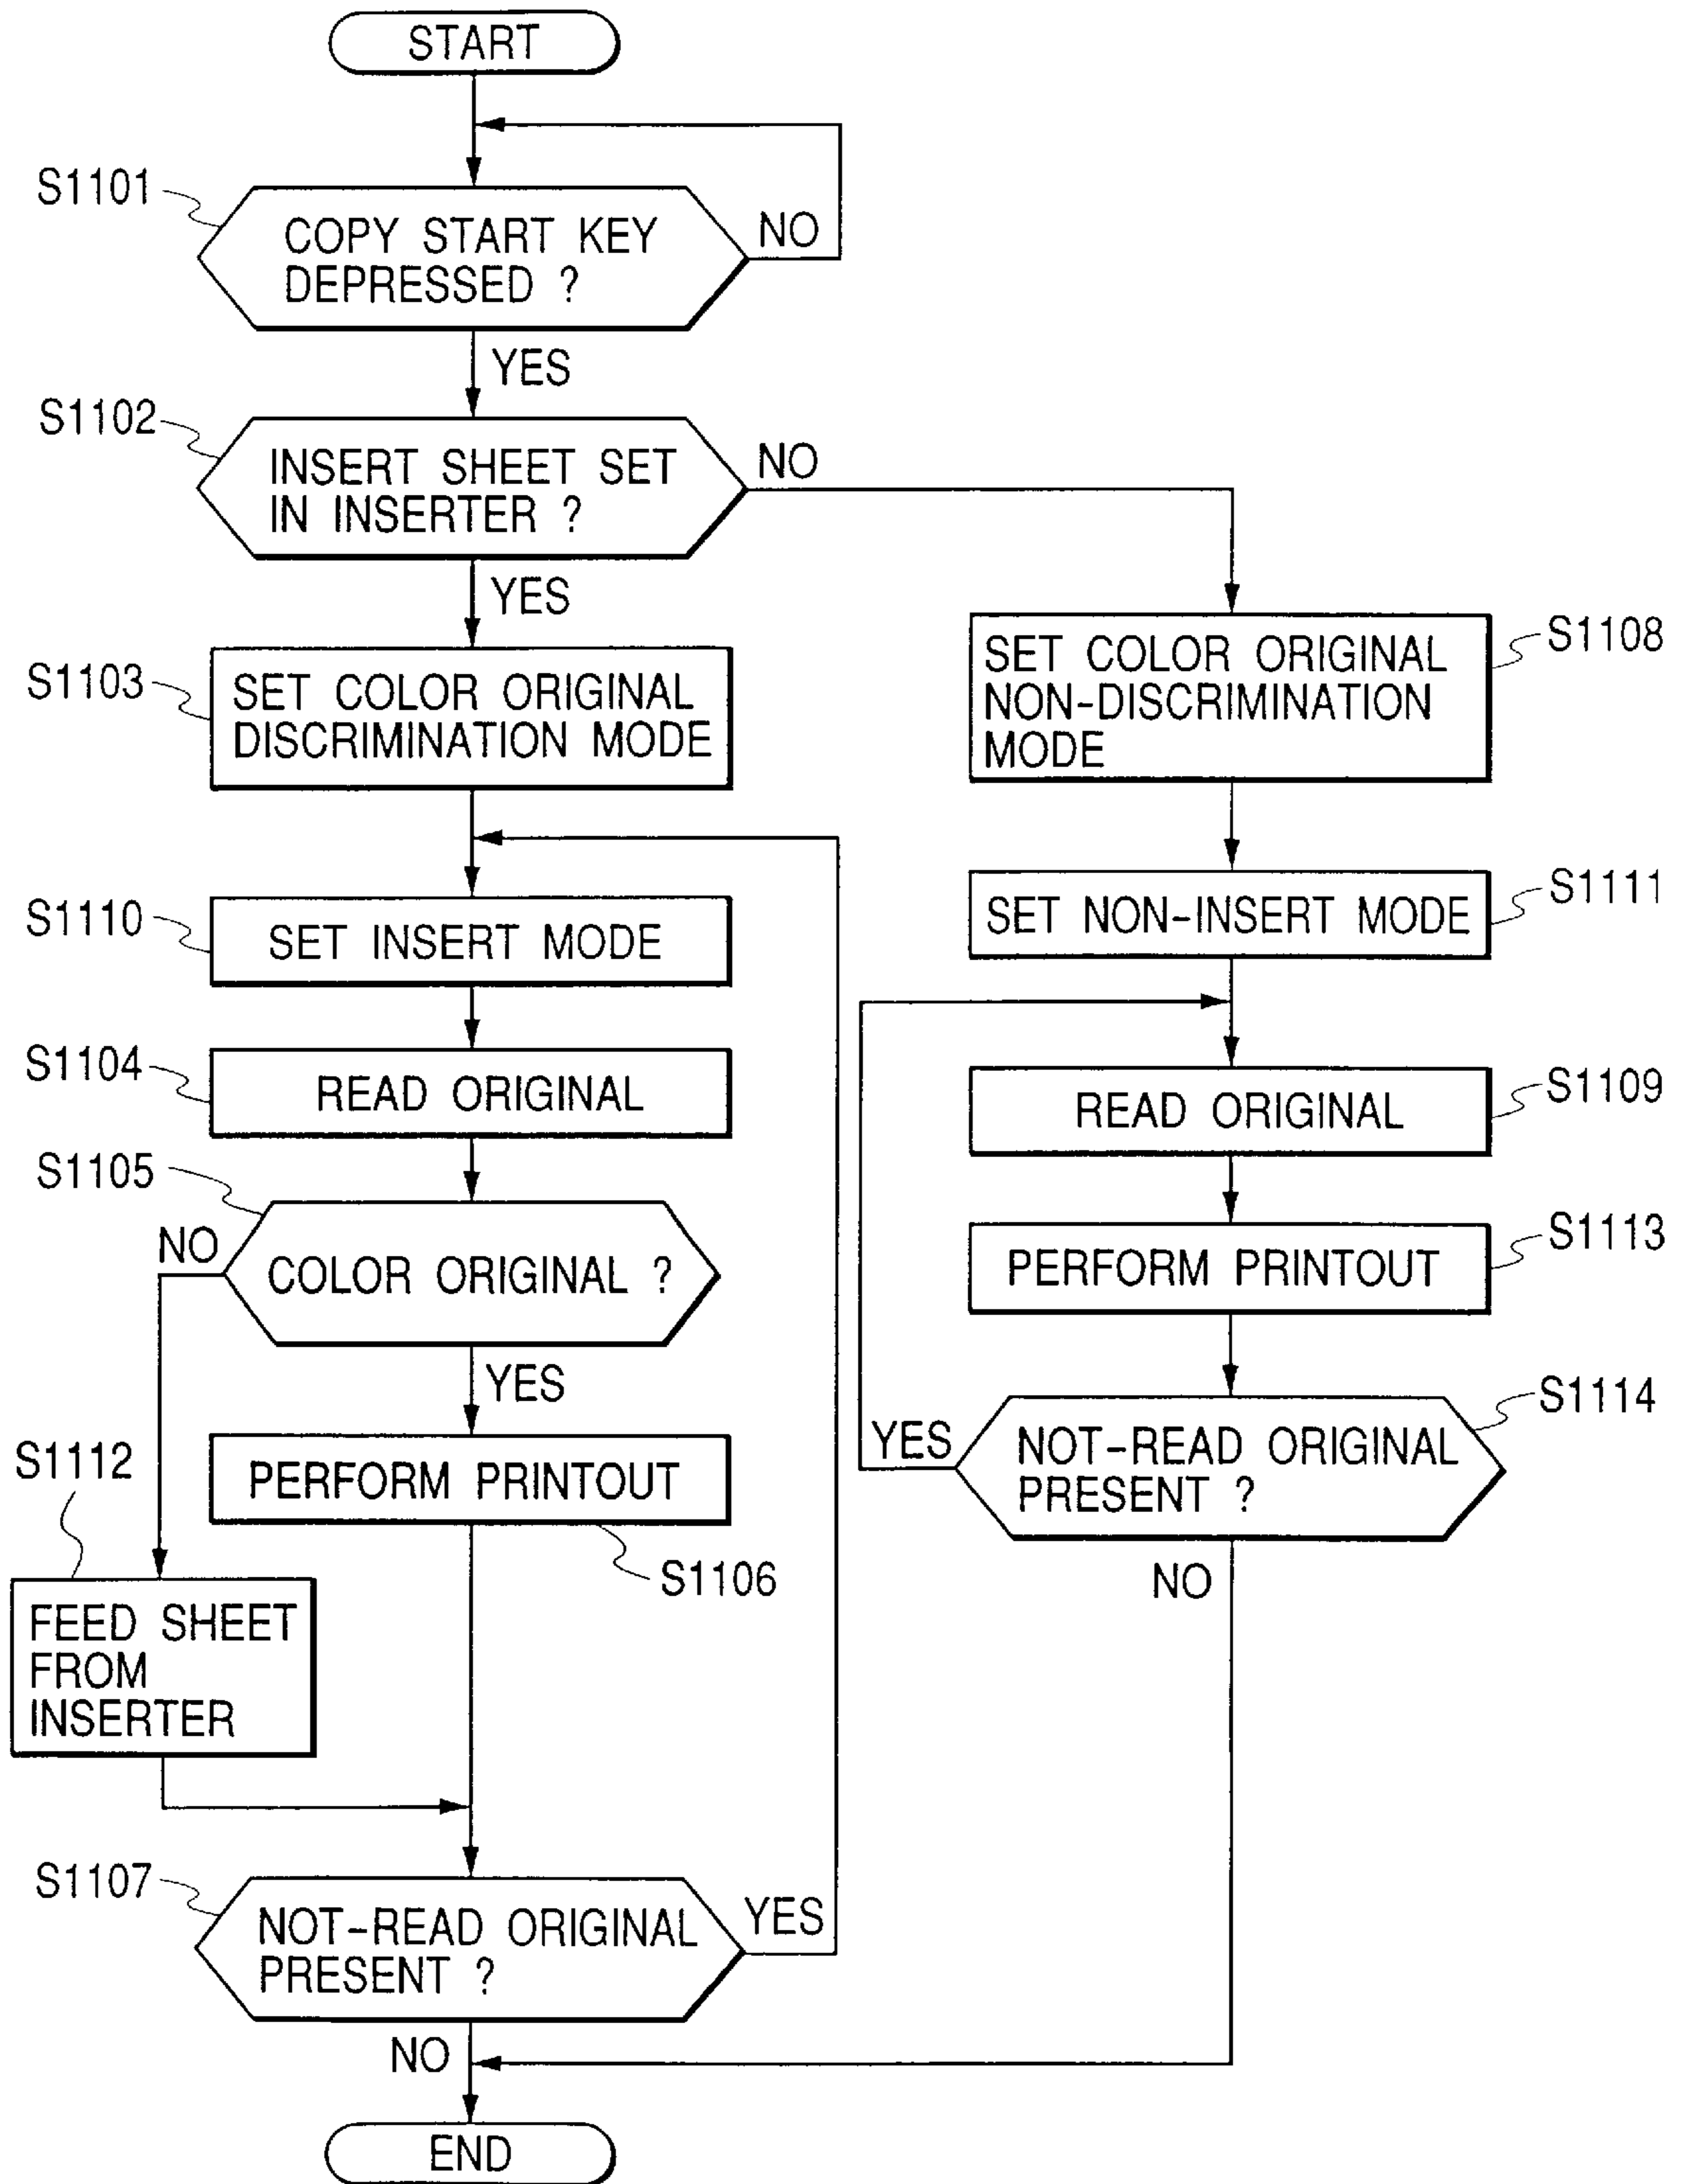 START
S1101
COPY START KEY
DEPRESSED ?
NO
YES
S1102
INSERT SHEET SET
IN INSERTER ?
NO
YES
S1103
SET COLOR ORIGINAL
DISCRIMINATION MODE
S1108
SET COLOR ORIGINAL
NON-DISCRIMINATION
MODE
S1110
SET INSERT MODE
S1111
SET NON-INSERT MODE
S1104
READ ORIGINAL
S1109
READ ORIGINAL
S1105
NO
COLOR ORIGINAL ?
YES
S1113
PERFORM PRINTOUT
S1114
YES
NOT-READ ORIGINAL
PRESENT ?
NO
S1112
PERFORM PRINTOUT
S1106
FEED SHEET
FROM
INSERTER
S1107
NOT-READ ORIGINAL
PRESENT ?
YES
NO
END